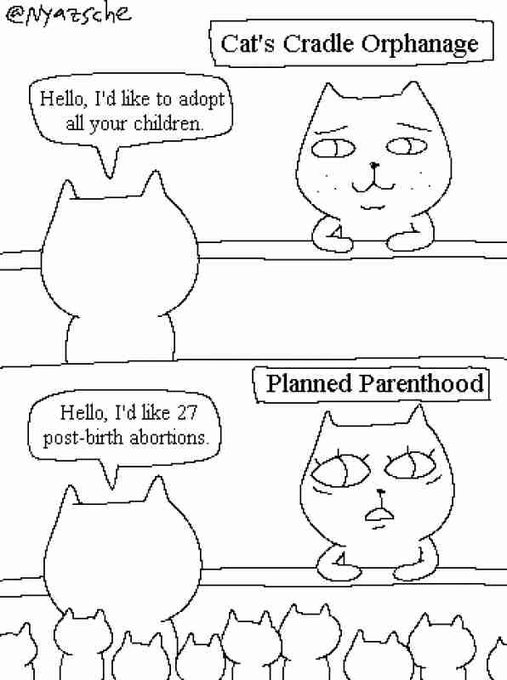 @Nyazsche
Cat's Cradle Orphanage
Hello, I'd like to adopt
all your children.
Planned Parenthood
Hello, I'd like 27
post-birth abortions.